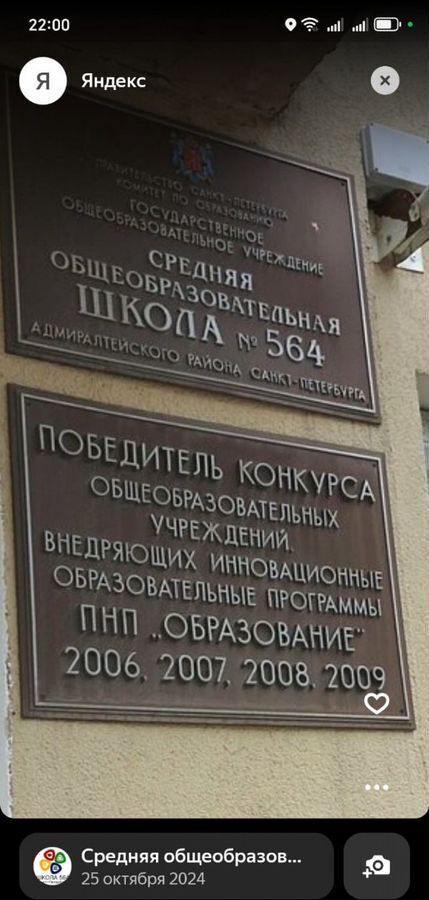 22:00
Я
Яндекс
ПРАВИТЕЛЬСТВО САНКТ-ПЕТЕРБУРГА
КОМИТЕТ ПО ОБРАЗОВАНИЮ
ГОСУДАРСТВЕННОЕ
ОБЩЕОБРАЗОВАТЕЛЬНОЕ УЧРЕЖДЕНИЕ
СРЕДНЯЯ
ОБЩЕОБРАЗОВАТЕЛЬНАЯ
ШКОЛА № 564
АДМИРАЛТЕЙСКОГО РАЙОНА САНКТ-ПЕТЕРБУРГА
ПОБЕДИТЕЛЬ КОНКУРСА
ОБЩЕОБРАЗОВАТЕЛЬНЫХ
УЧРЕЖДЕНИЙ,
ВНЕДРЯЮЩИХ ИННОВАЦИОННЫЕ
ОБРАЗОВАТЕЛЬНЫЕ ПРОГРАММЫ
ПНП „ОБРАЗОВАНИЕ"
2006, 2007, 2008, 2009
ШКОЛА 564
Средняя общеобразов...
25 октября 2024